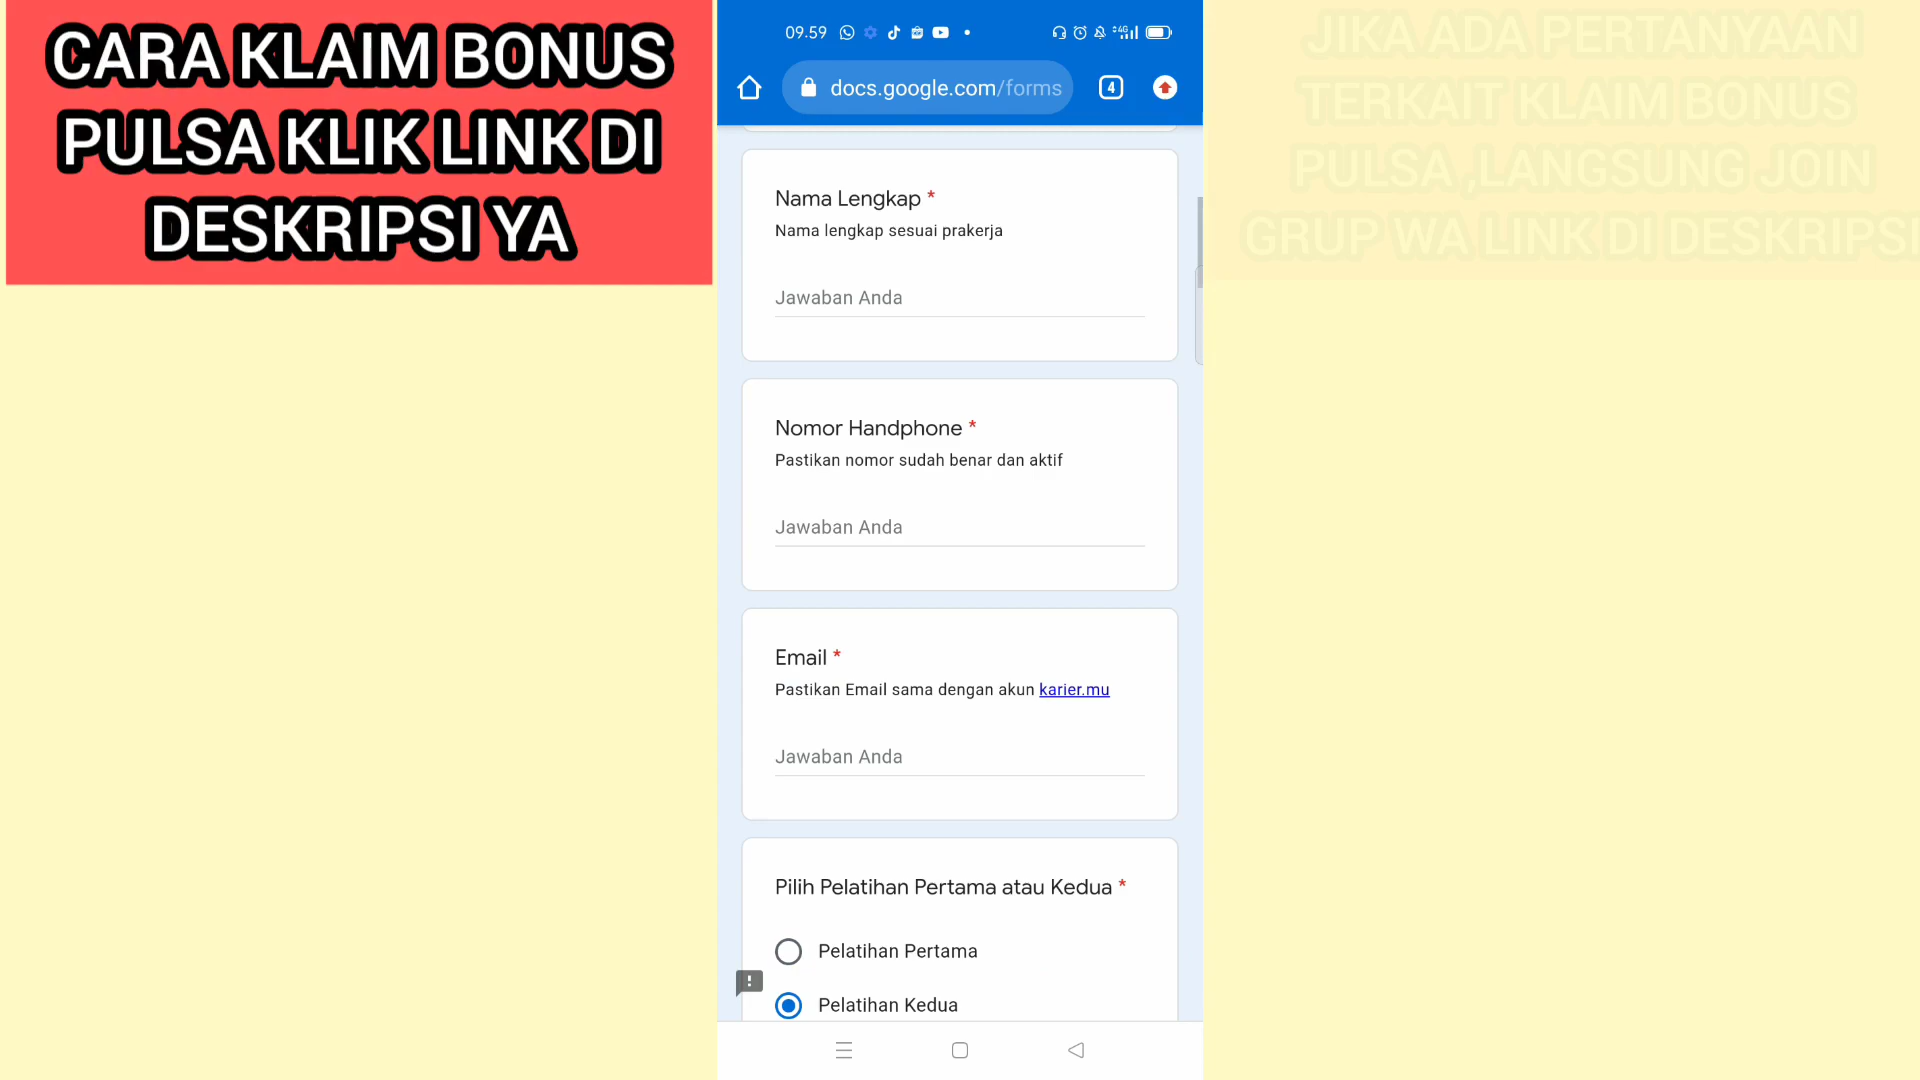 CARA KLAIM BONUS
PULSA KLIK LINK DI
DESKRIPSI YA
09.59
4G
docs.google.com/forms
4
Nama Lengkap *
Nama lengkap sesuai prakerja
Jawaban Anda
Nomor Handphone *
Pastikan nomor sudah benar dan aktif
Jawaban Anda
Email *
Pastikan Email sama dengan akun karier.mu
Jawaban Anda
Pilih Pelatihan Pertama atau Kedua *
Pelatihan Pertama
Pelatihan Kedua
JIKA ADA PERTANYAAN
TERKAIT KLAIM BONUS
PULSA ,LANGSUNG JOIN
GRUP WA LINK DI DESKRIPSI